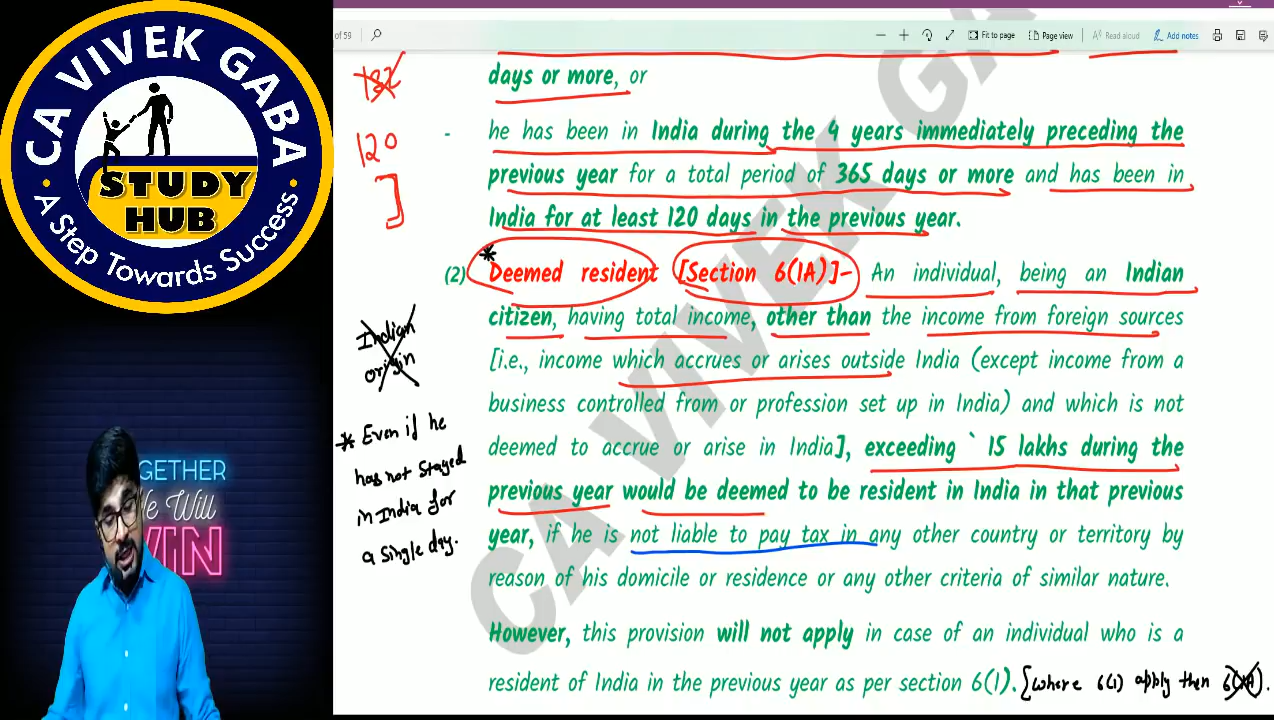 CA VIVEK GABA
STUDY
HUB
A Step Towards Success
TOGETHER
We Will
WIN
of 59
Fit to page
Page view
Read aloud
Add notes
182
120
days or more, or
- he has been in India during the 4 years immediately preceding the
previous year for a total period of 365 days or more and has been in
India for at least 120 days in the previous year.
(2) *Deemed resident [Section 6(1A)]- An individual, being an Indian
citizen, having total income, other than the income from foreign sources
[i.e., income which accrues or arises outside India (except income from a
business controlled from or profession set up in India) and which is not
deemed to accrue or arise in India], exceeding ` 15 lakhs during the
previous year would be deemed to be resident in India in that previous
year, if he is not liable to pay tax in any other country or territory by
reason of his domicile or residence or any other criteria of similar nature.
However, this provision will not apply in case of an individual who is a
resident of India in the previous year as per section 6(1). [where 6(1) apply then 6(1A)].
Indian
origin
* Even if he
has not stayed
in India for
a single day.
CA VIVEK GA